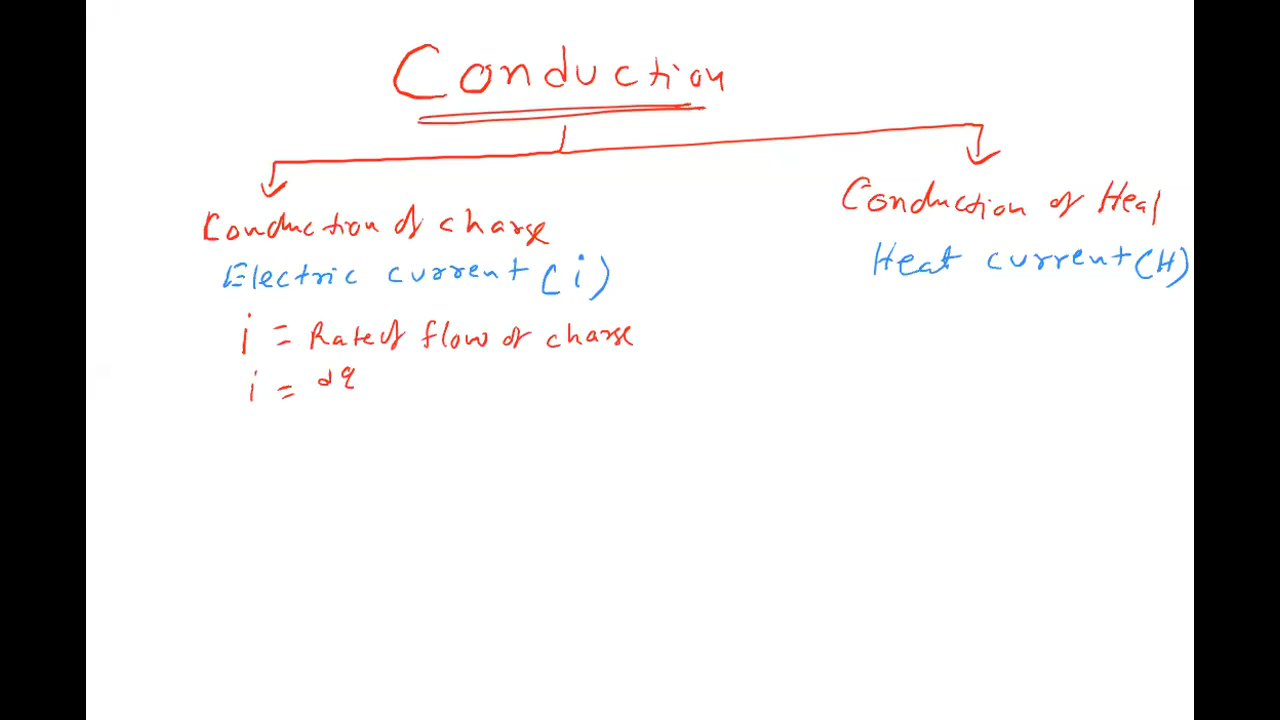 Conduction
Conduction of charge
Electric current (i)
i = Rate of flow of charge
i = dq
Conduction of Heat
Heat current (H)